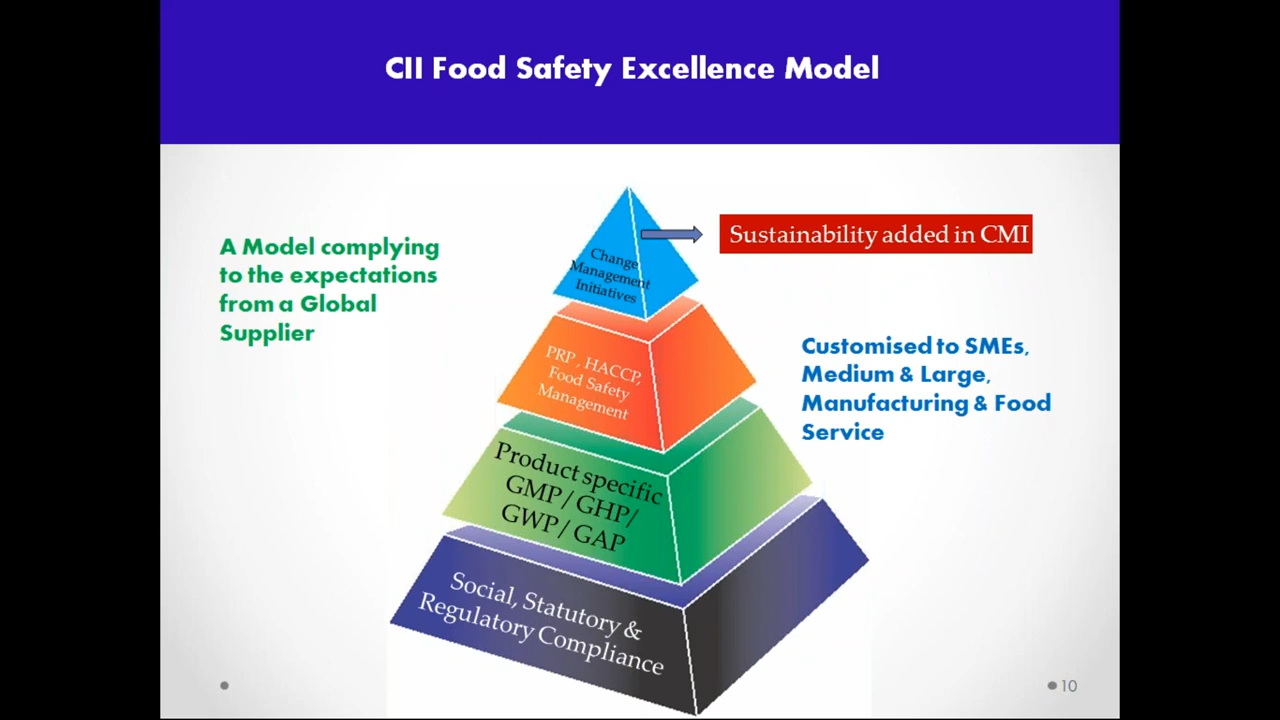 CII Food Safety Excellence Model
A Model complying
to the expectations
from a Global
Supplier
Sustainability added in CMI
Change
Management
Initiatives
Customised to SMEs,
Medium & Large,
Manufacturing & Food
Service
PRP , HACCP,
Food Safety
Management
Product specific
GMP/ GHP/
GWP/ GAP
Social, Statutory &
Regulatory Compliance
10